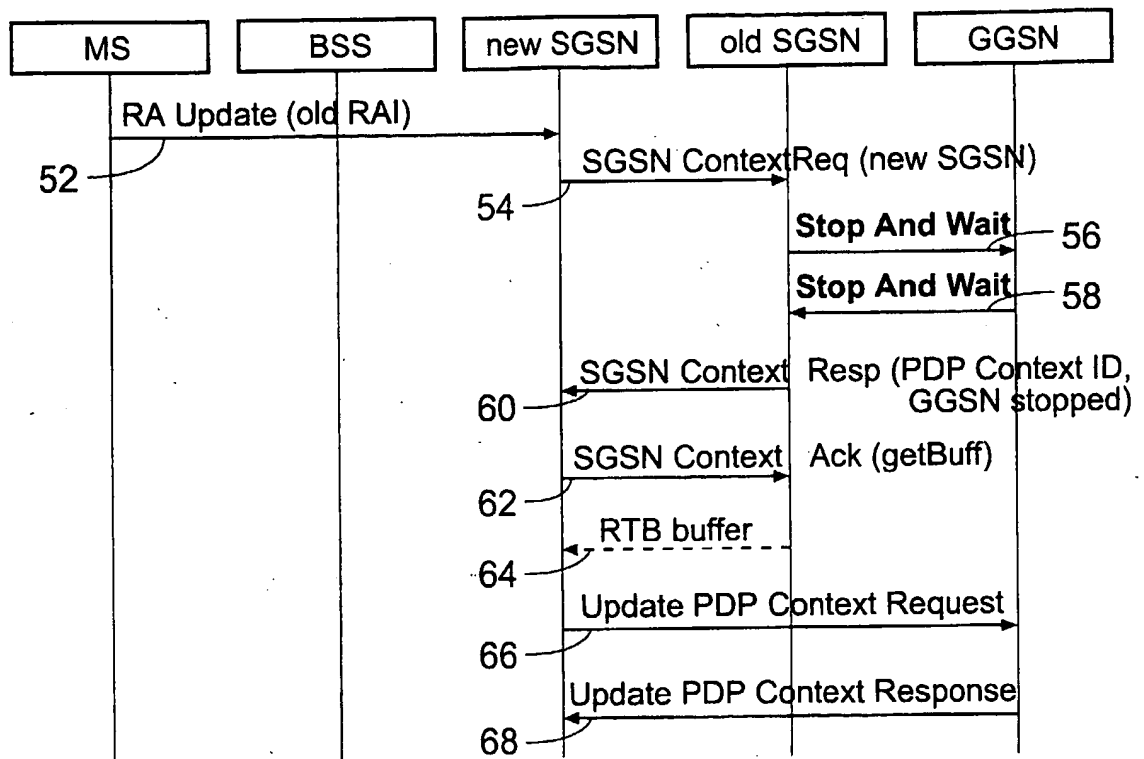 MS
BSS
new SGSN
old SGSN
GGSN
RA Update (old RAI)
52
SGSN ContextReq (new SGSN)
54
Stop And Wait
56
Stop And Wait
58
SGSN Context Resp (PDP Context ID,
GGSN stopped)
60
SGSN Context Ack (getBuff)
62
RTB buffer
64
Update PDP Context Request
66
Update PDP Context Response
68